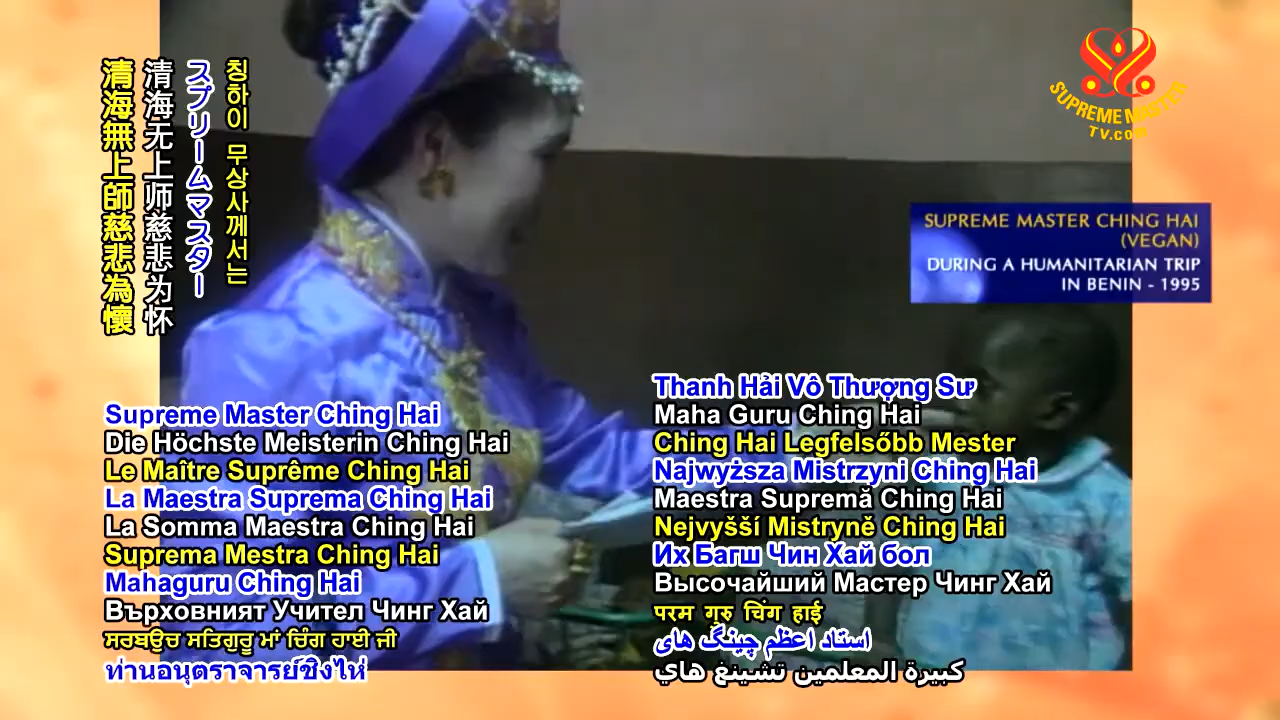 清海無上師慈悲為懷
清海无上师慈悲为怀
スプリームマスター
칭하이 무상사께서는
SUPREME MASTER
TV.com
SUPREME MASTER CHING HAI
(VEGAN)
DURING A HUMANITARIAN TRIP
IN BENIN - 1995
Supreme Master Ching Hai
Die Höchste Meisterin Ching Hai
Le Maître Suprême Ching Hai
La Maestra Suprema Ching Hai
La Somma Maestra Ching Hai
Suprema Mestra Ching Hai
Mahaguru Ching Hai
Върховният Учител Чинг Хай
ਸਰਬਉਚ ਸਤਿਗੁਰੂ ਮਾਂ ਚਿੰਗ ਹਾਈ ਜੀ
ท่านอนุตราจารย์ชิงไห่
Thanh Hải Vô Thượng Sư
Maha Guru Ching Hai
Ching Hai Legfelsőbb Mester
Najwyższa Mistrzyni Ching Hai
Maestra Supremă Ching Hai
Nejvyšší Mistryně Ching Hai
Их Багш Чин Хай бол
Высочайший Мастер Чинг Хай
परम गुरु चिंग हाई
استاد اعظم چینگ های
كبيرة المعلمين تشينغ هاي